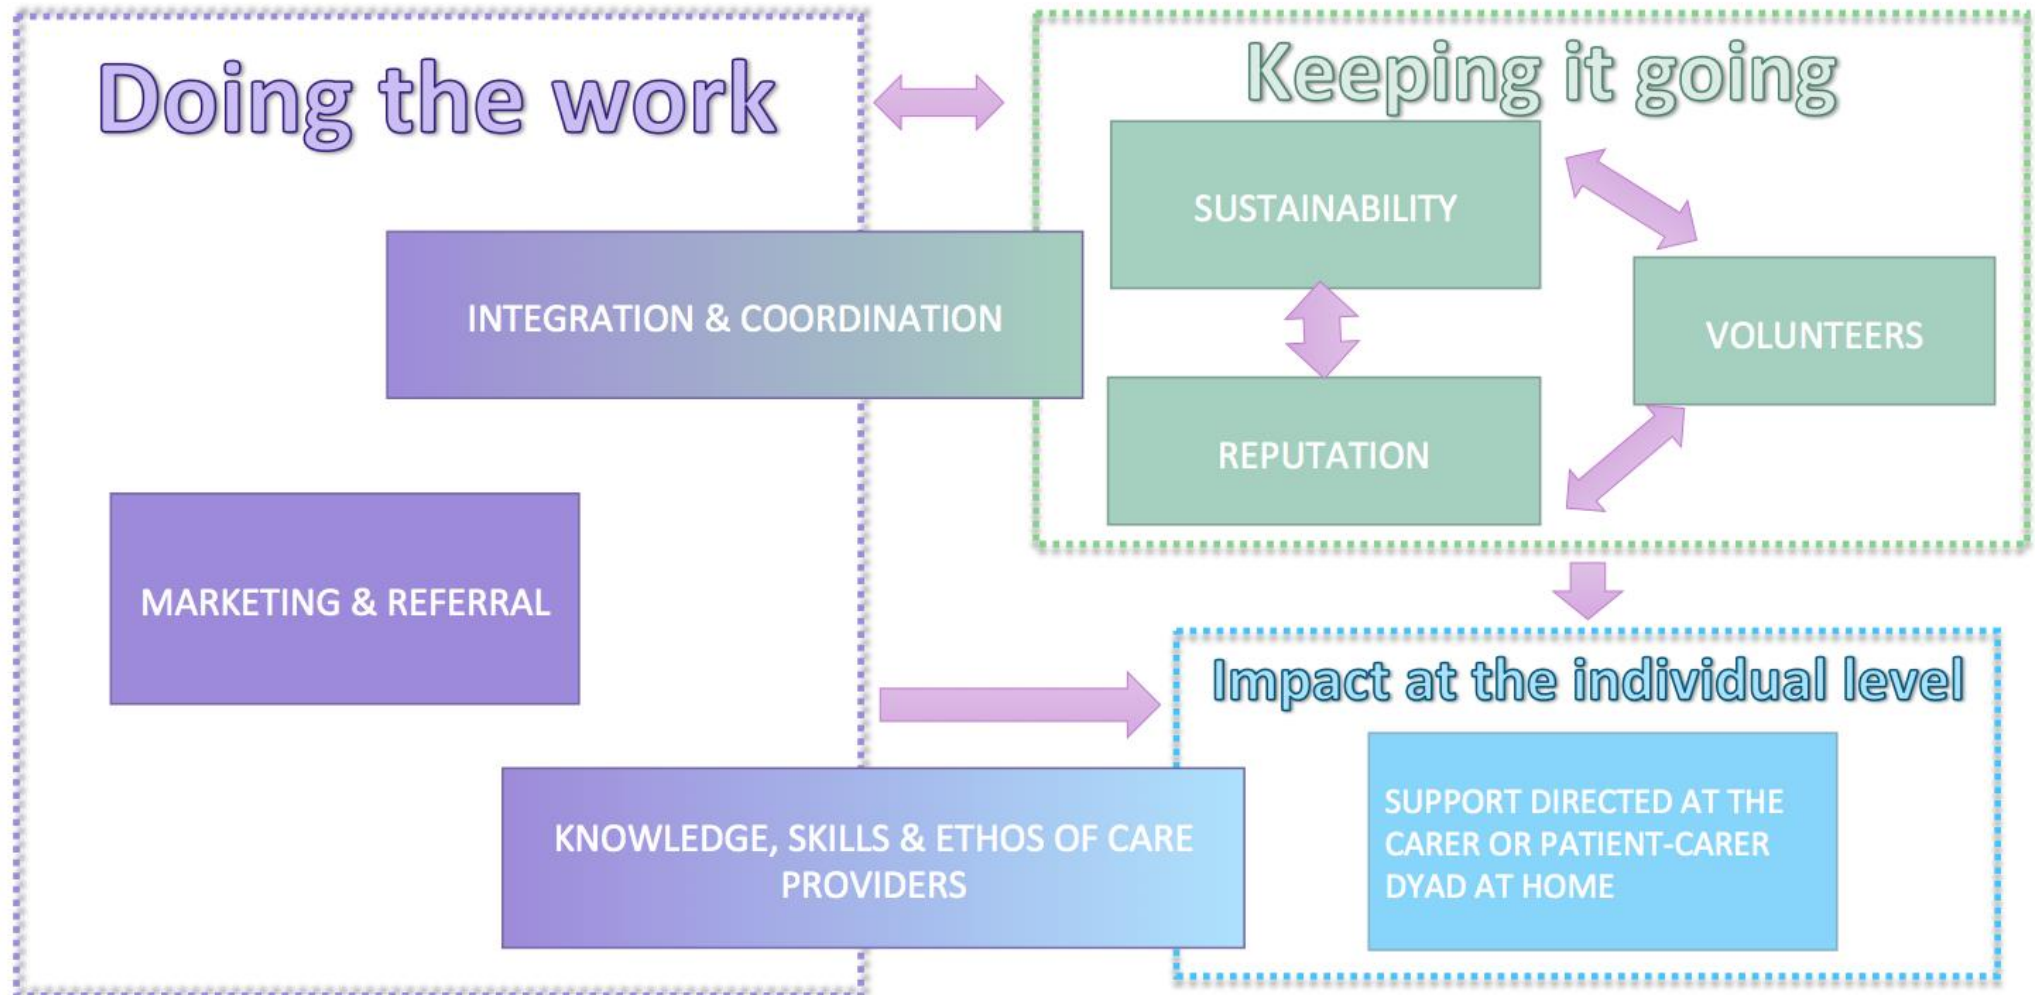 Doing the work
Keeping it going
SUSTAINABILITY
INTEGRATION & COORDINATION
VOLUNTEERS
REPUTATION
MARKETING & REFERRAL
Impact at the individual level
KNOWLEDGE, SKILLS & ETHOS OF CARE
PROVIDERS
SUPPORT DIRECTED AT THE
CARER OR PATIENT-CARER
DYAD AT HOME